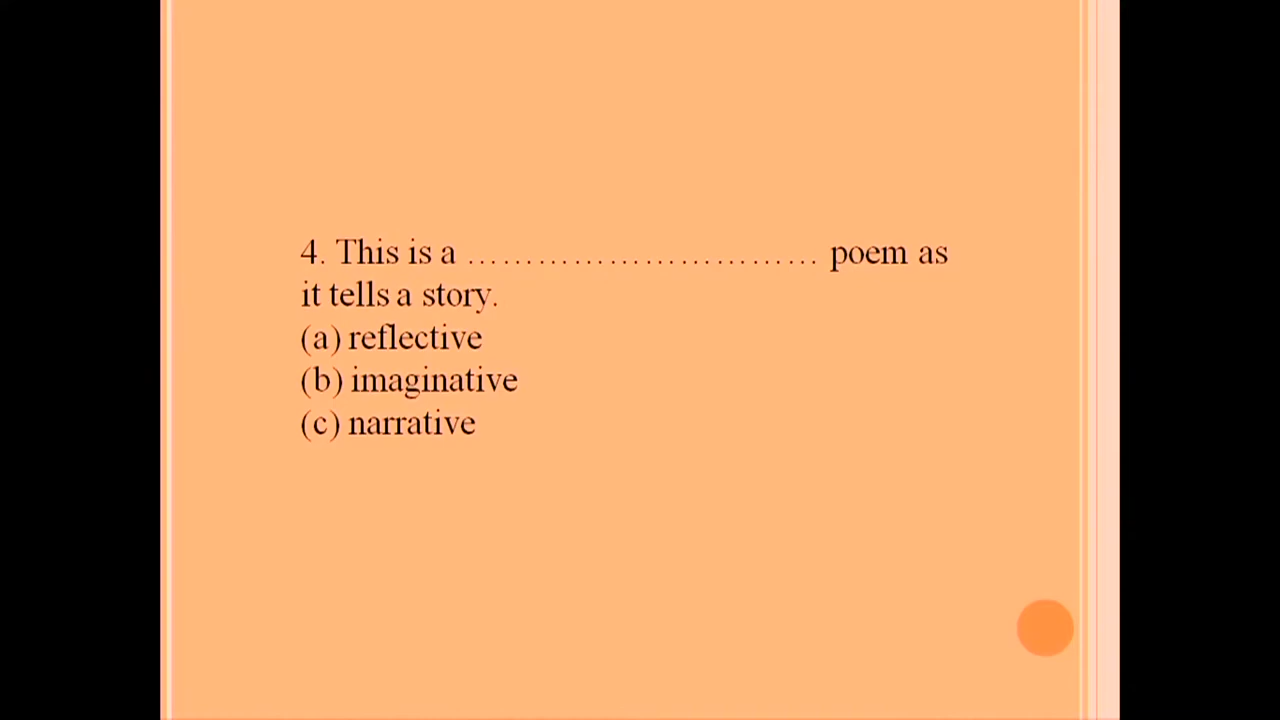 4. This is a .............................. poem as
it tells a story.
(a) reflective
(b) imaginative
(c) narrative